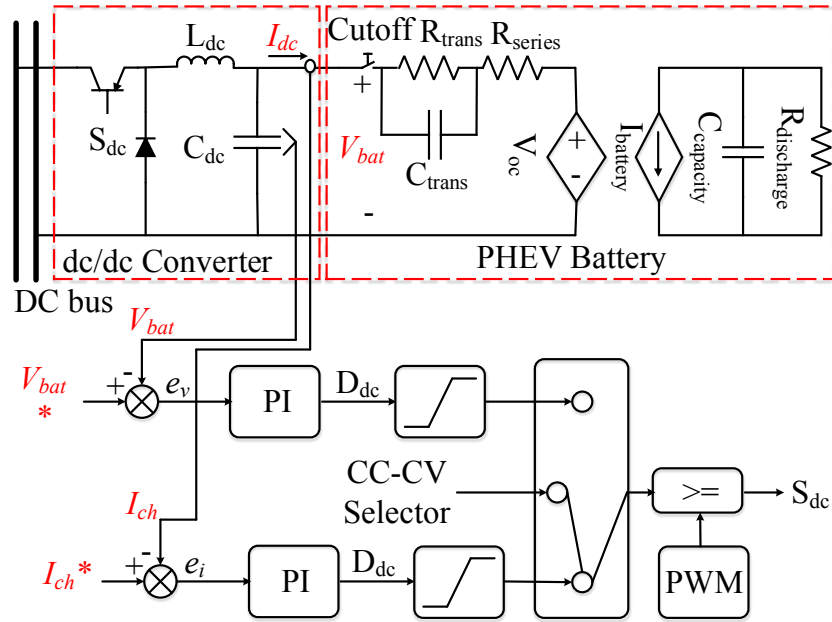 L_dc
I_dc
Cutoff
R_trans
R_series
S_dc
C_dc
+
V_bat
-
C_trans
V_oc
+
-
I_battery
C_capacity
R_discharge
dc/dc Converter
PHEV Battery
DC bus
V_bat
V_bat
*
+
-
e_v
PI
D_dc
CC-CV
Selector
>=
S_dc
I_ch
I_ch*
+
-
e_i
PI
D_dc
PWM